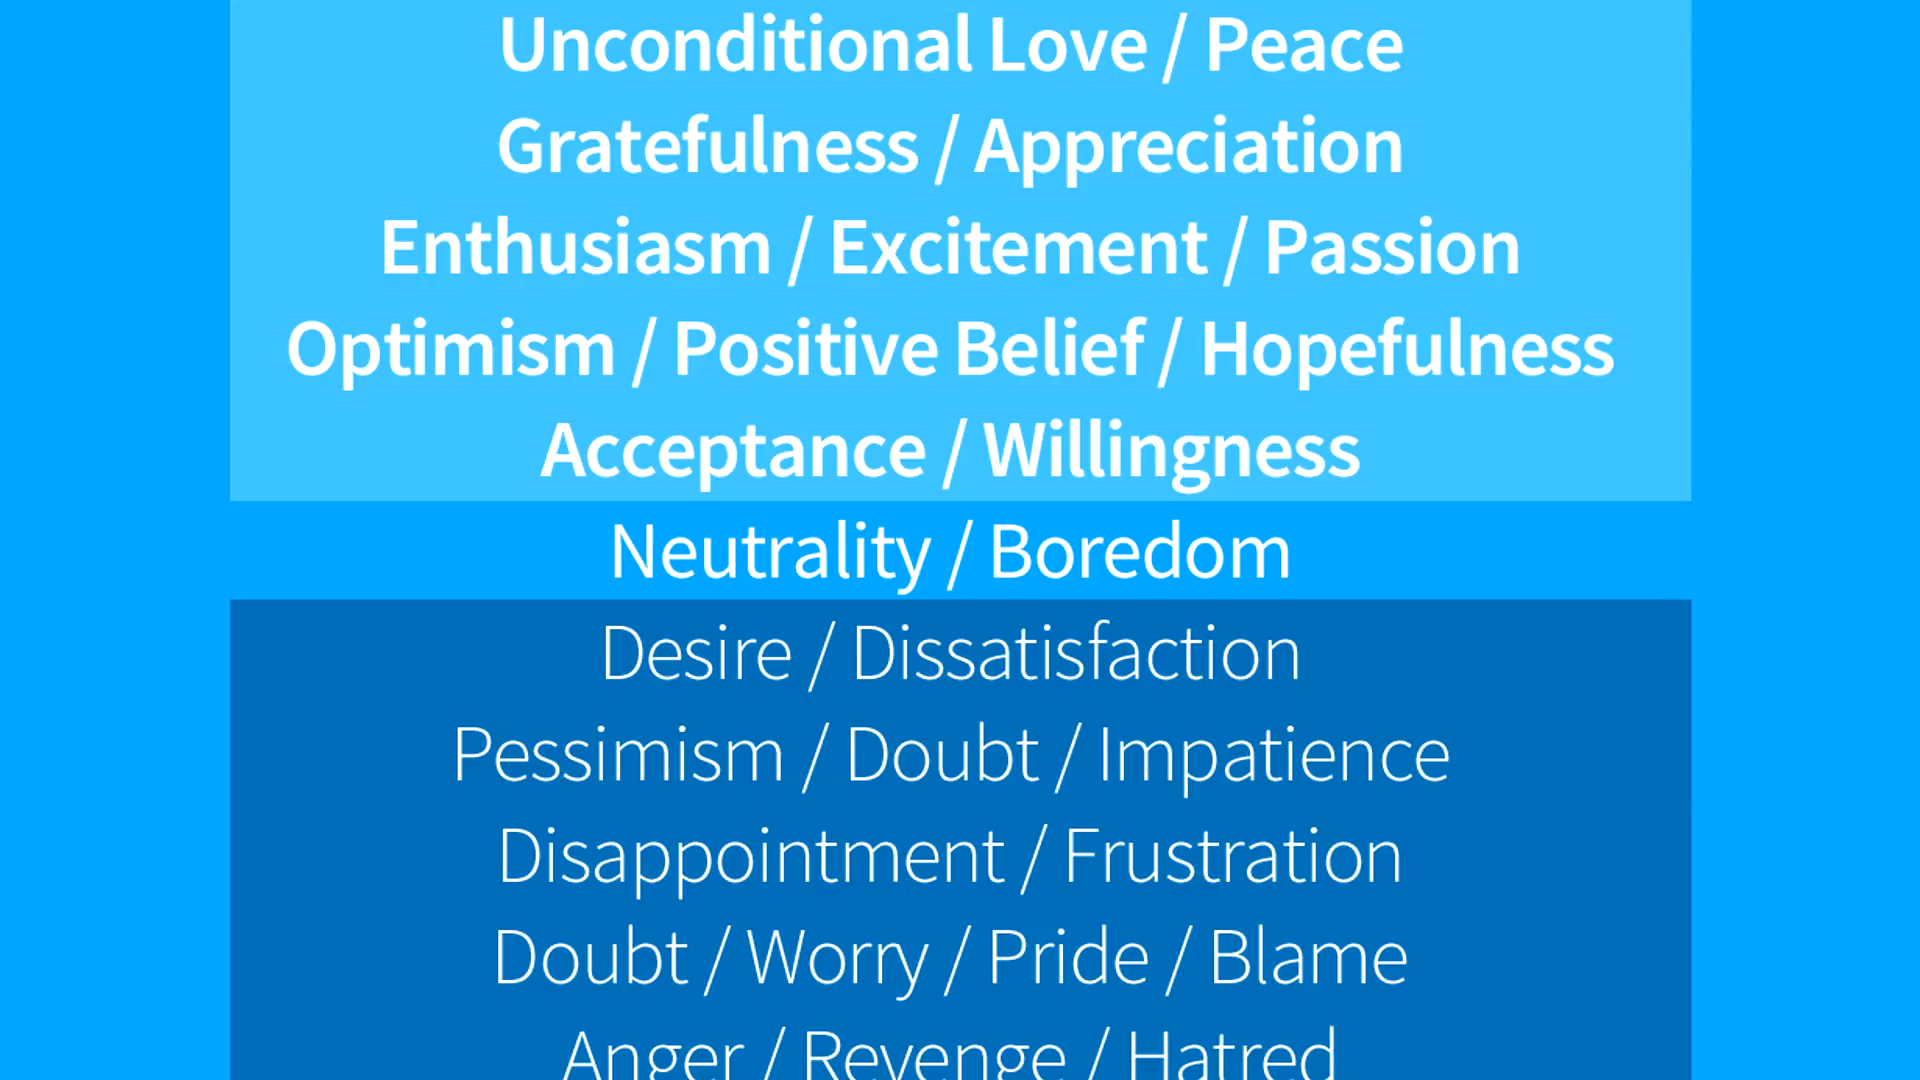 Unconditional Love / Peace
Gratefulness / Appreciation
Enthusiasm / Excitement / Passion
Optimism / Positive Belief / Hopefulness
Acceptance / Willingness
Neutrality / Boredom
Desire / Dissatisfaction
Pessimism / Doubt / Impatience
Disappointment / Frustration
Doubt / Worry / Pride / Blame
Anger / Revenge / Hatred